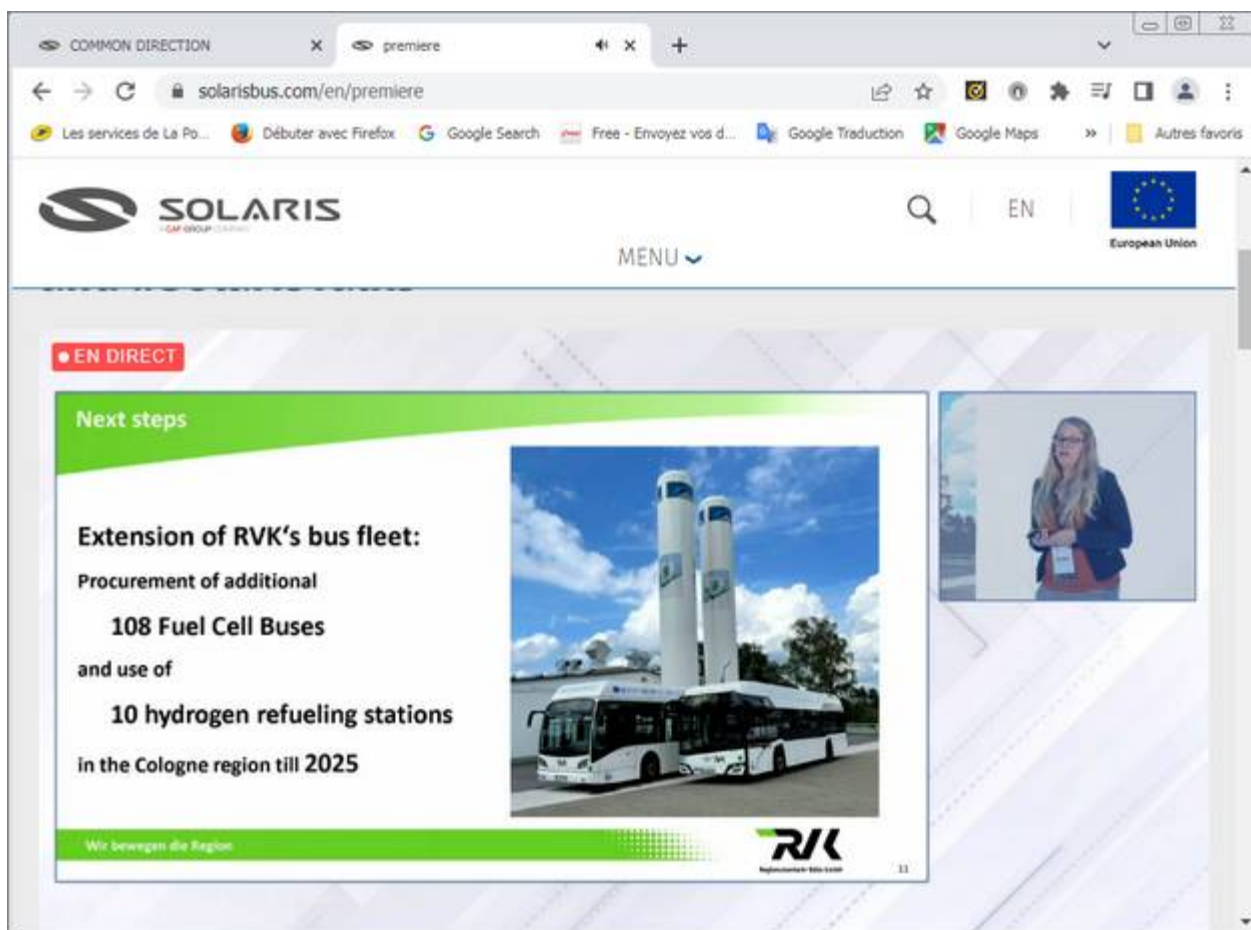 COMMON DIRECTION
premiere
solarisbus.com/en/premiere
Les services de La Po...
Débuter avec Firefox
Google Search
Free - Envoyez vos d...
Google Traduction
Google Maps
»
Autres favoris
SOLARIS
EN
European Union
MENU
EN DIRECT
Next steps
Extension of RVK‘s bus fleet:
Procurement of additional
108 Fuel Cell Buses
and use of
10 hydrogen refueling stations
in the Cologne region till 2025
Wir bewegen die Region
RVK
Regionalverkehr Köln GmbH
11